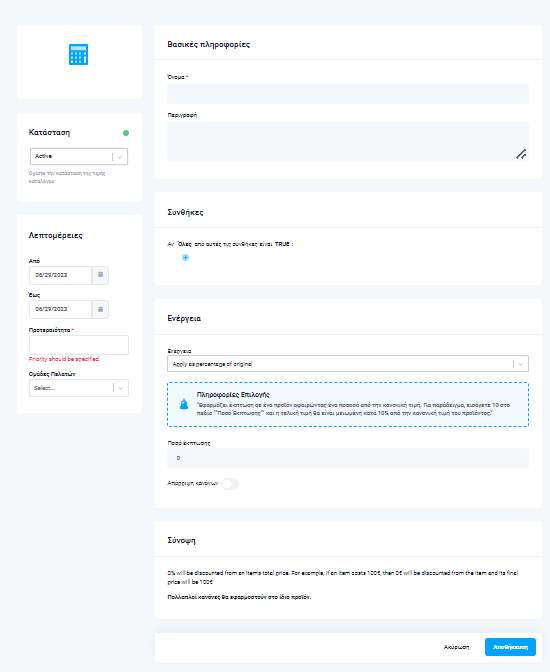 Κατάσταση
Active
Ορίστε την κατάσταση της τιμής
καταλόγου
Λεπτομέρειες
Από
06/29/2023
Έως
06/29/2023
Προτεραιότητα *
Priority should be specified.
Ομάδες Πελατών
Select...
Βασικές πληροφορίες
Όνομα *
Περιγραφή
Συνθήκες
Αν Όλες από αυτές τις συνθήκες είναι TRUE :
Ενέργεια
Ενέργεια
Apply as percentage of original
Πληροφορίες Επιλογής
"Εφαρμόζει έκπτωση σε ένα προϊόν αφαιρώντας ένα ποσοσό από την κανονική τιμή. Για παράδειγμα, εισάγετε 10 στο
πεδίο ""Ποσό Έκπτωσης"" και η τελική τιμή θα είναι μειωμένη κατά 10% από την κανονική τιμή του προϊόντος."
Ποσό έκπτωσης
0
Απόρριψη κανόνων
Σύνοψη
0% will be discounted from an item's total price. For example, if an item costs 100€, then 0€ will be discounted from the item and its final
price will be 100€
Πολλαπλοί κανόνες θα εφαρμοστούν στο ίδιο προϊόν.
Ακύρωση
Αποθήκευση